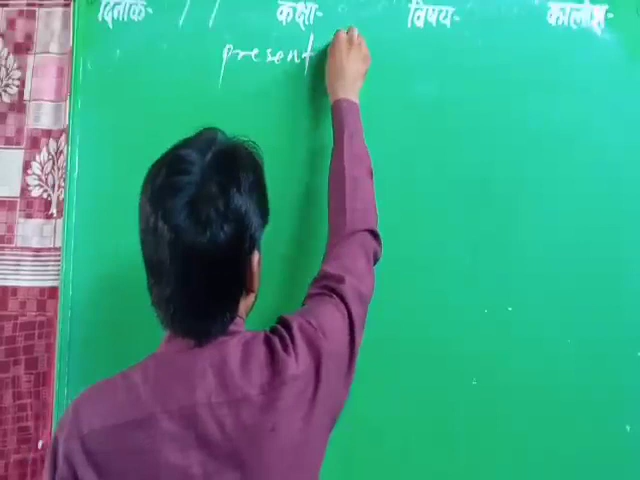 दिनांक- / / कक्षा- विषय- कालांश-
present